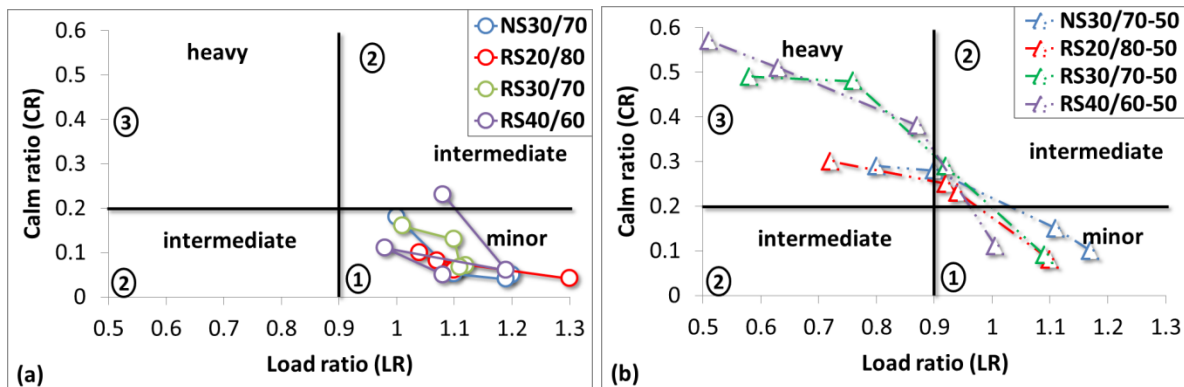 0.6
0.5
0.4
0.3
0.2
0.1
0
Calm ratio (CR)
heavy
②
③
intermediate
intermediate
minor
②
①
NS30/70
RS20/80
RS30/70
RS40/60
0.5 0.6 0.7 0.8 0.9 1 1.1 1.2 1.3
Load ratio (LR)
(a)
0.6
0.5
0.4
0.3
0.2
0.1
0
Calm ratio (CR)
heavy
②
③
intermediate
intermediate
minor
②
①
NS30/70-50
RS20/80-50
RS30/70-50
RS40/60-50
0.5 0.6 0.7 0.8 0.9 1 1.1 1.2 1.3
Load ratio (LR)
(b)